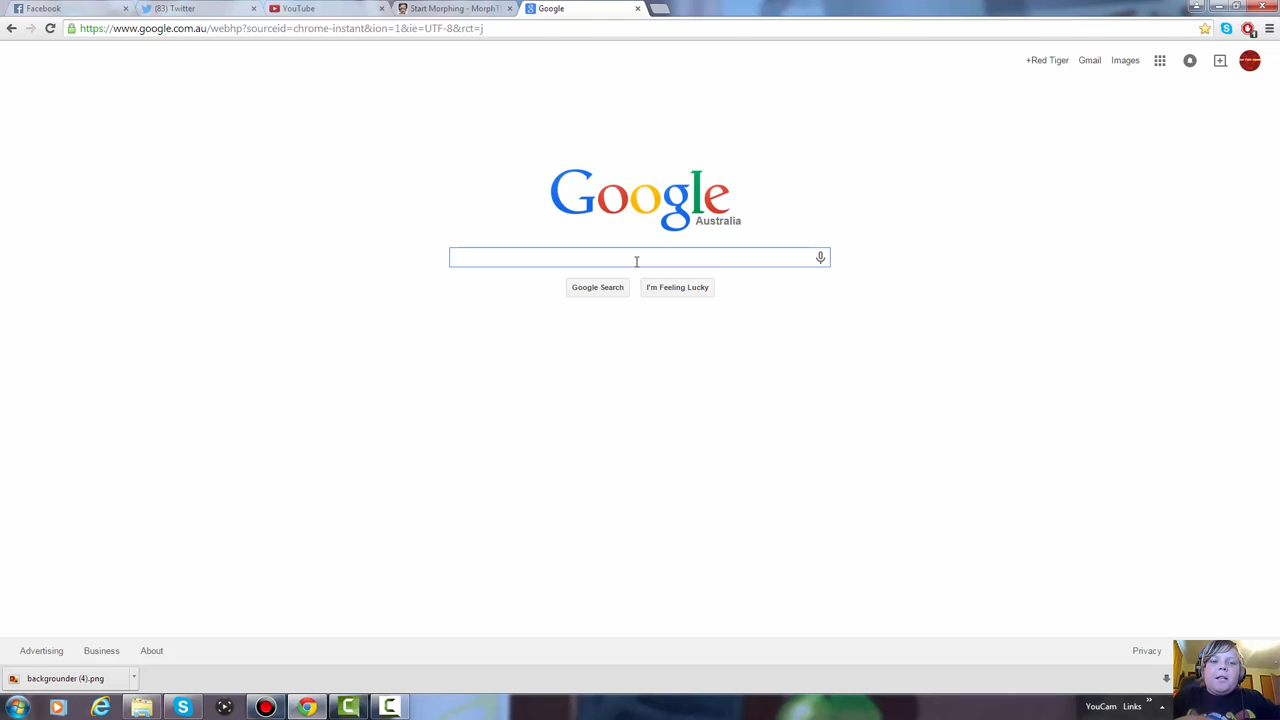 Facebook
(83) Twitter
YouTube
Start Morphing - MorphT
Google
https://www.google.com.au/webhp?sourceid=chrome-instant&ion=1&ie=UTF-8&rct=j
+Red Tiger Gmail Images
Google
Australia
Google Search
I'm Feeling Lucky
Advertising Business About
Privacy
backgrounder (4).png
YouCam Links